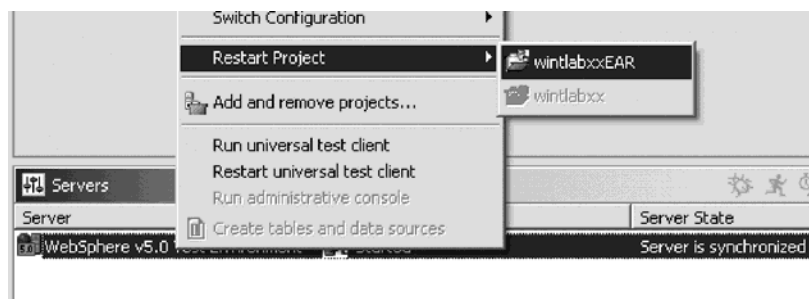 Switch Configuration
Restart Project
wintlabxxEAR
wintlabxx
Add and remove projects...
Run universal test client
Restart universal test client
Run administrative console
Create tables and data sources
Servers
Server
Server State
WebSphere v5.0
Server is synchronized